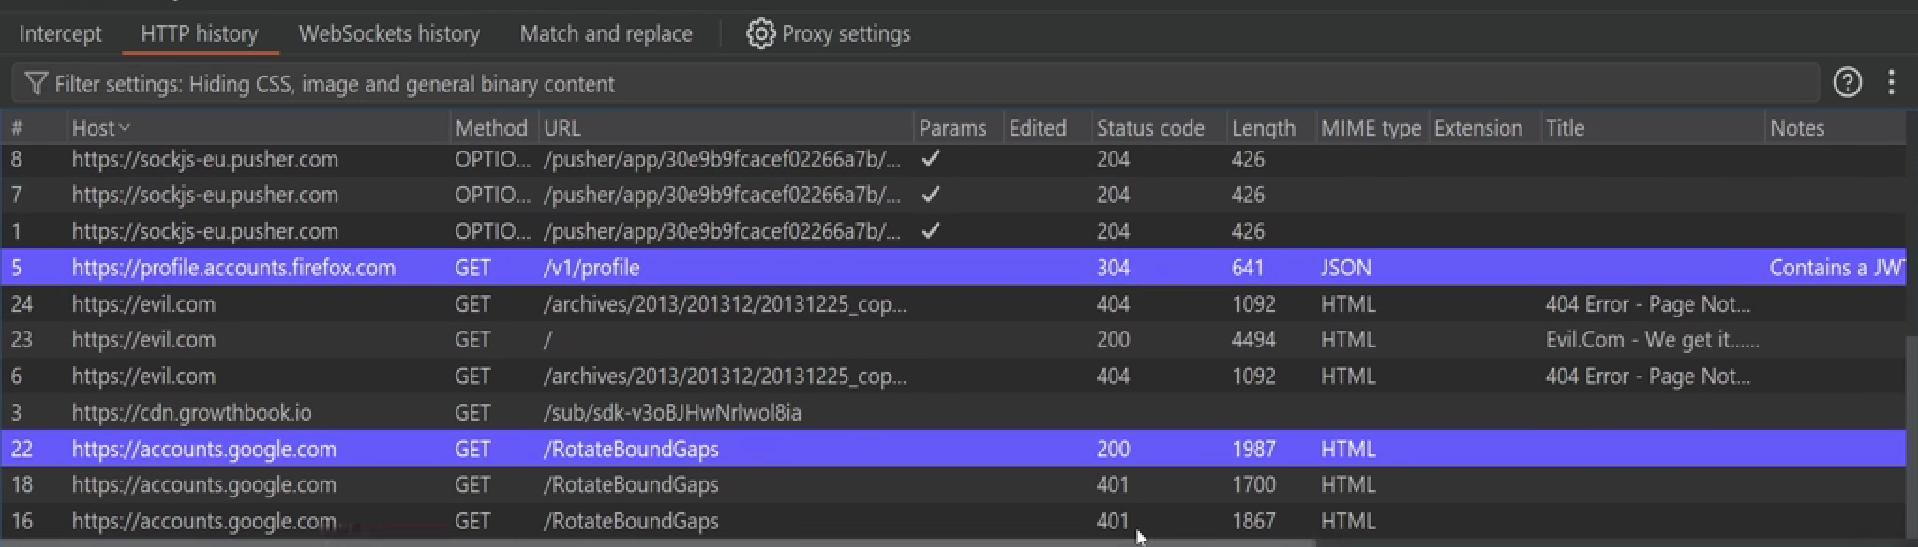 Intercept HTTP history WebSockets history Match and replace Proxy settings
Filter settings: Hiding CSS, image and general binary content
# Host Method URL Params Edited Status code Length MIME type Extension Title Notes
8 https://sockjs-eu.pusher.com OPTIO... /pusher/app/30e9b9fcacef02266a7b/... ✓ 204 426
7 https://sockjs-eu.pusher.com OPTIO... /pusher/app/30e9b9fcacef02266a7b/... ✓ 204 426
1 https://sockjs-eu.pusher.com OPTIO... /pusher/app/30e9b9fcacef02266a7b/... ✓ 204 426
5 https://profile.accounts.firefox.com GET /v1/profile 304 641 JSON Contains a JWT
24 https://evil.com GET /archives/2013/201312/20131225_cop... 404 1092 HTML 404 Error - Page Not...
23 https://evil.com GET / 200 4494 HTML Evil.Com - We get it......
6 https://evil.com GET /archives/2013/201312/20131225_cop... 404 1092 HTML 404 Error - Page Not...
3 https://cdn.growthbook.io GET /sub/sdk-v3oBJHwNrlwol8ia
22 https://accounts.google.com GET /RotateBoundGaps 200 1987 HTML
18 https://accounts.google.com GET /RotateBoundGaps 401 1700 HTML
16 https://accounts.google.com GET /RotateBoundGaps 401 1867 HTML